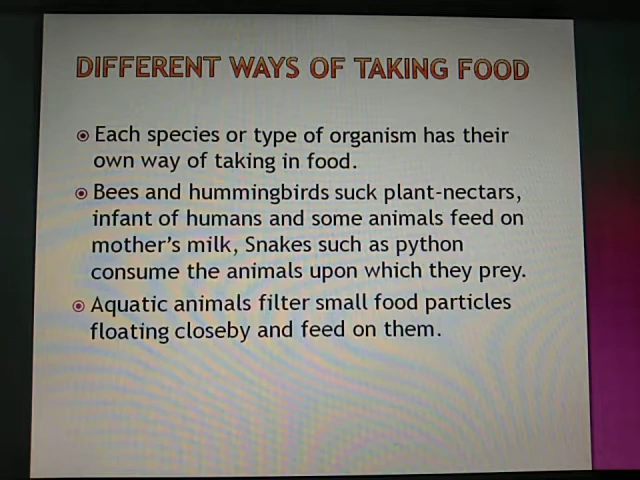 DIFFERENT WAYS OF TAKING FOOD
Each species or type of organism has their
own way of taking in food.
Bees and hummingbirds suck plant-nectars,
infant of humans and some animals feed on
mother's milk, Snakes such as python
consume the animals upon which they prey.
Aquatic animals filter small food particles
floating closeby and feed on them.